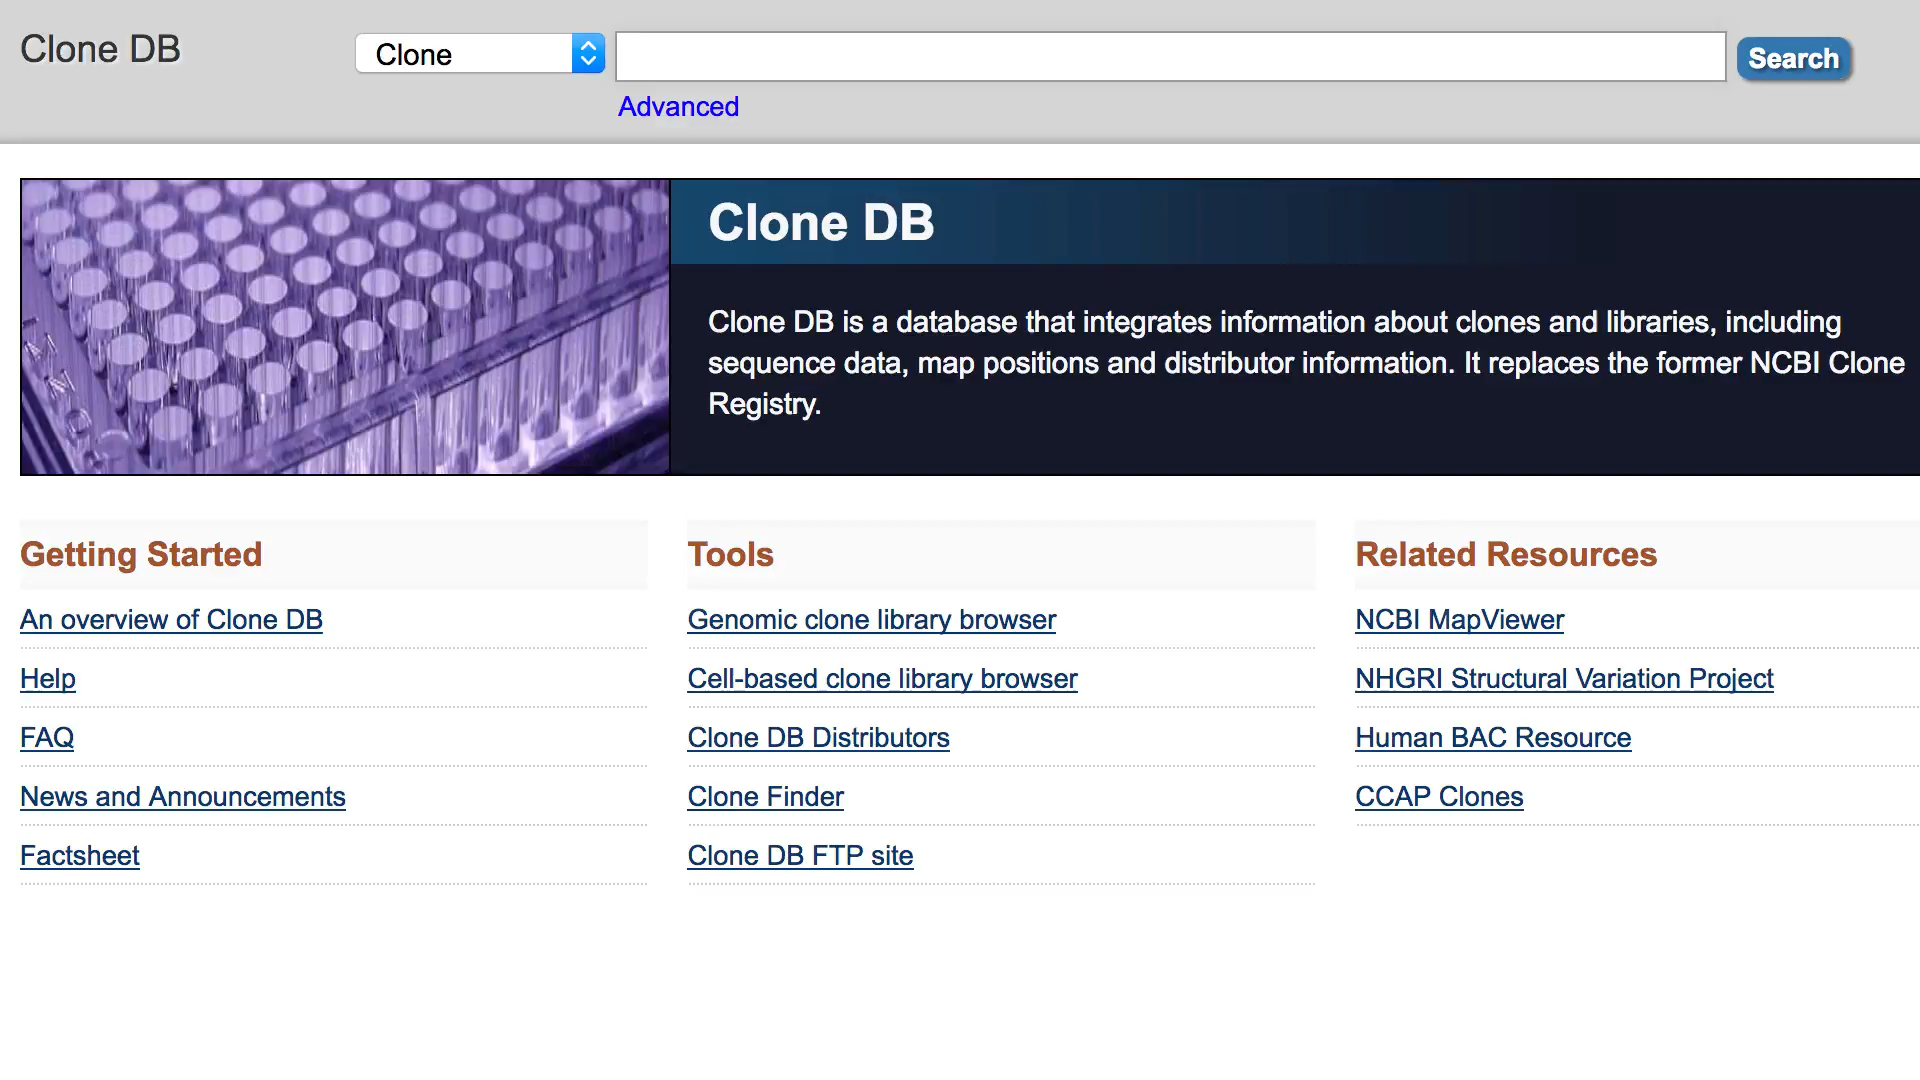 Clone DB
Clone
Search
Advanced
Clone DB
Clone DB is a database that integrates information about clones and libraries, including
sequence data, map positions and distributor information. It replaces the former NCBI Clone
Registry.
Getting Started
An overview of Clone DB
Help
FAQ
News and Announcements
Factsheet
Tools
Genomic clone library browser
Cell-based clone library browser
Clone DB Distributors
Clone Finder
Clone DB FTP site
Related Resources
NCBI MapViewer
NHGRI Structural Variation Project
Human BAC Resource
CCAP Clones